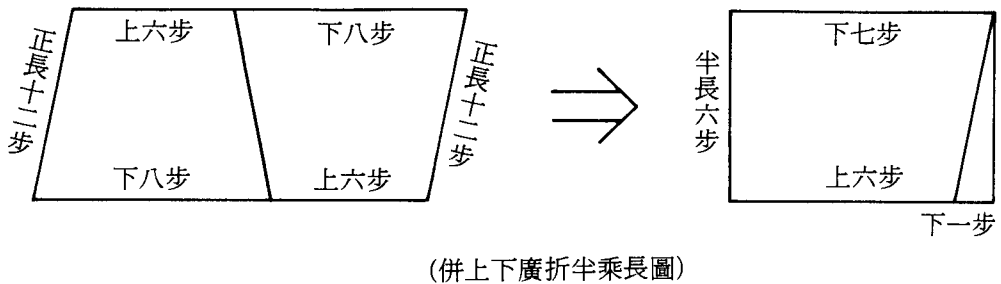 上六步
下八步
正長十二步
正長十二步
下八步
上六步
下七步
半長六步
上六步
下一步
(併上下廣折半乘長圖)